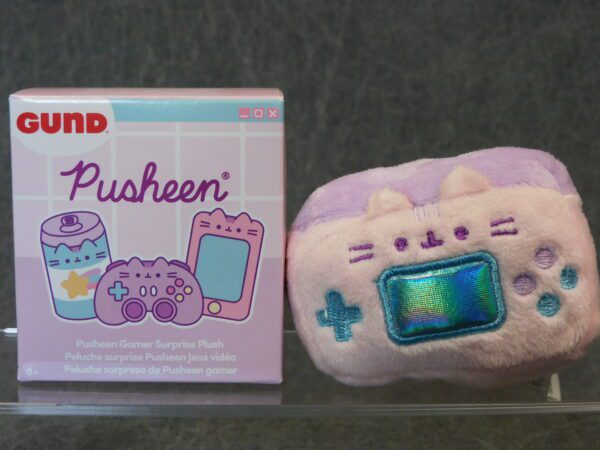 GUND®
Pusheen®
Pusheen Gamer Surprise Plush
Peluche surprise Pusheen jeux vidéo
Peluche sorpresa de Pusheen gamer
6+